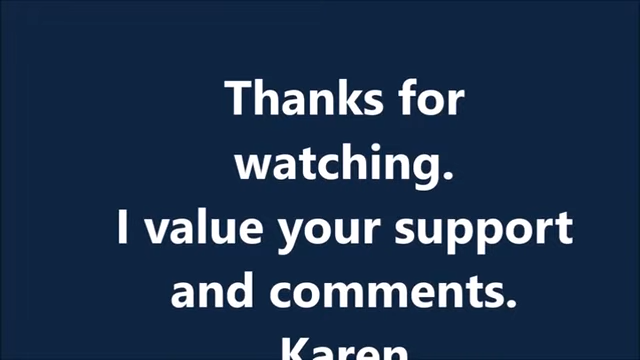 Thanks for
watching.
I value your support
and comments.
Karen